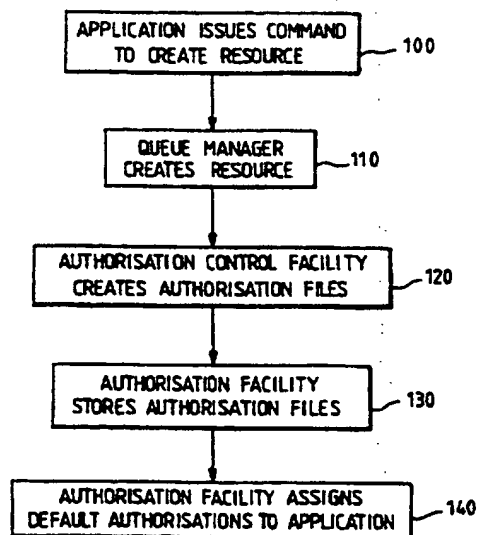 APPLICATION ISSUES COMMAND
TO CREATE RESOURCE
100
QUEUE MANAGER
CREATES RESOURCE
110
AUTHORISATION CONTROL FACILITY
CREATES AUTHORISATION FILES
120
AUTHORISATION FACILITY
STORES AUTHORISATION FILES
130
AUTHORISATION FACILITY ASSIGNS
DEFAULT AUTHORISATIONS TO APPLICATION
140